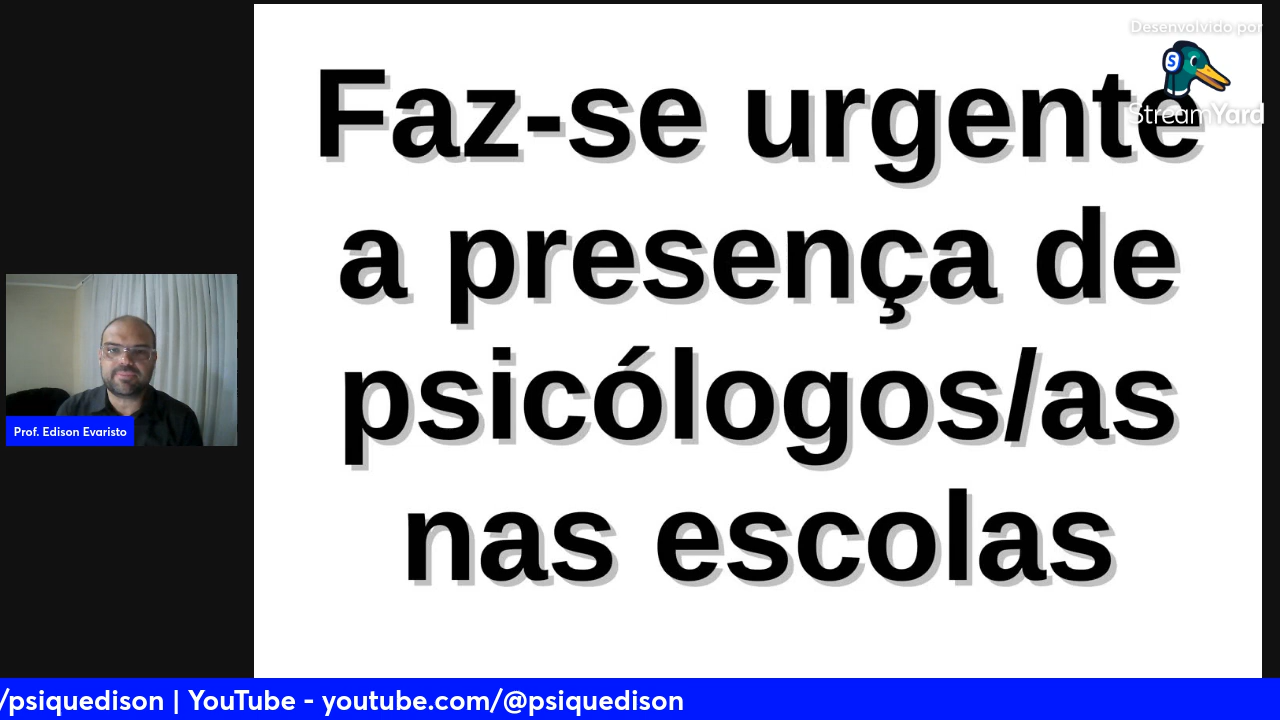 Desenvolvido por
StreamYard
Faz-se urgente
a presença de
psicólogos/as
nas escolas
Prof. Edison Evaristo
/psiquedison | YouTube - youtube.com/@psiquedison